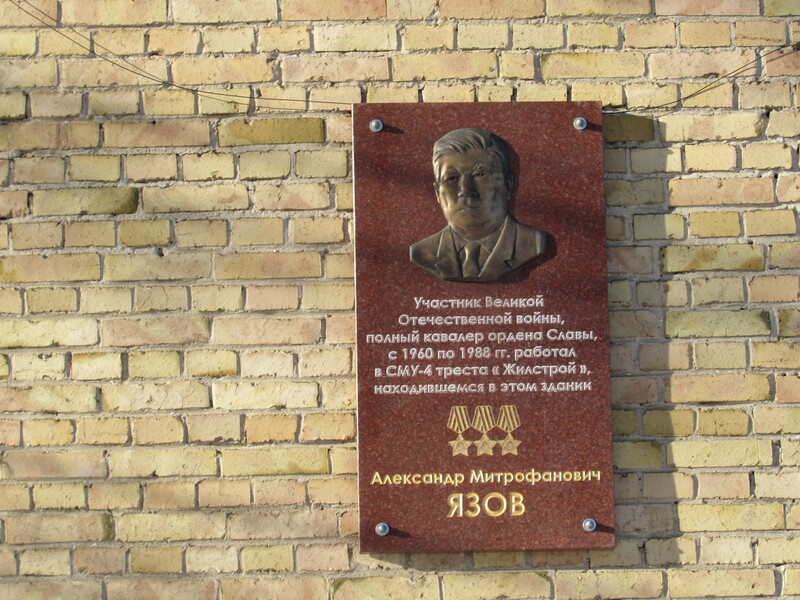 Участник Великой
Отечественной войны,
полный кавалер ордена Славы,
с 1960 по 1988 гг. работал
в СМУ-4 треста « Жилстрой »,
находившемся в этом здании
Александр Митрофанович
ЯЗОВ